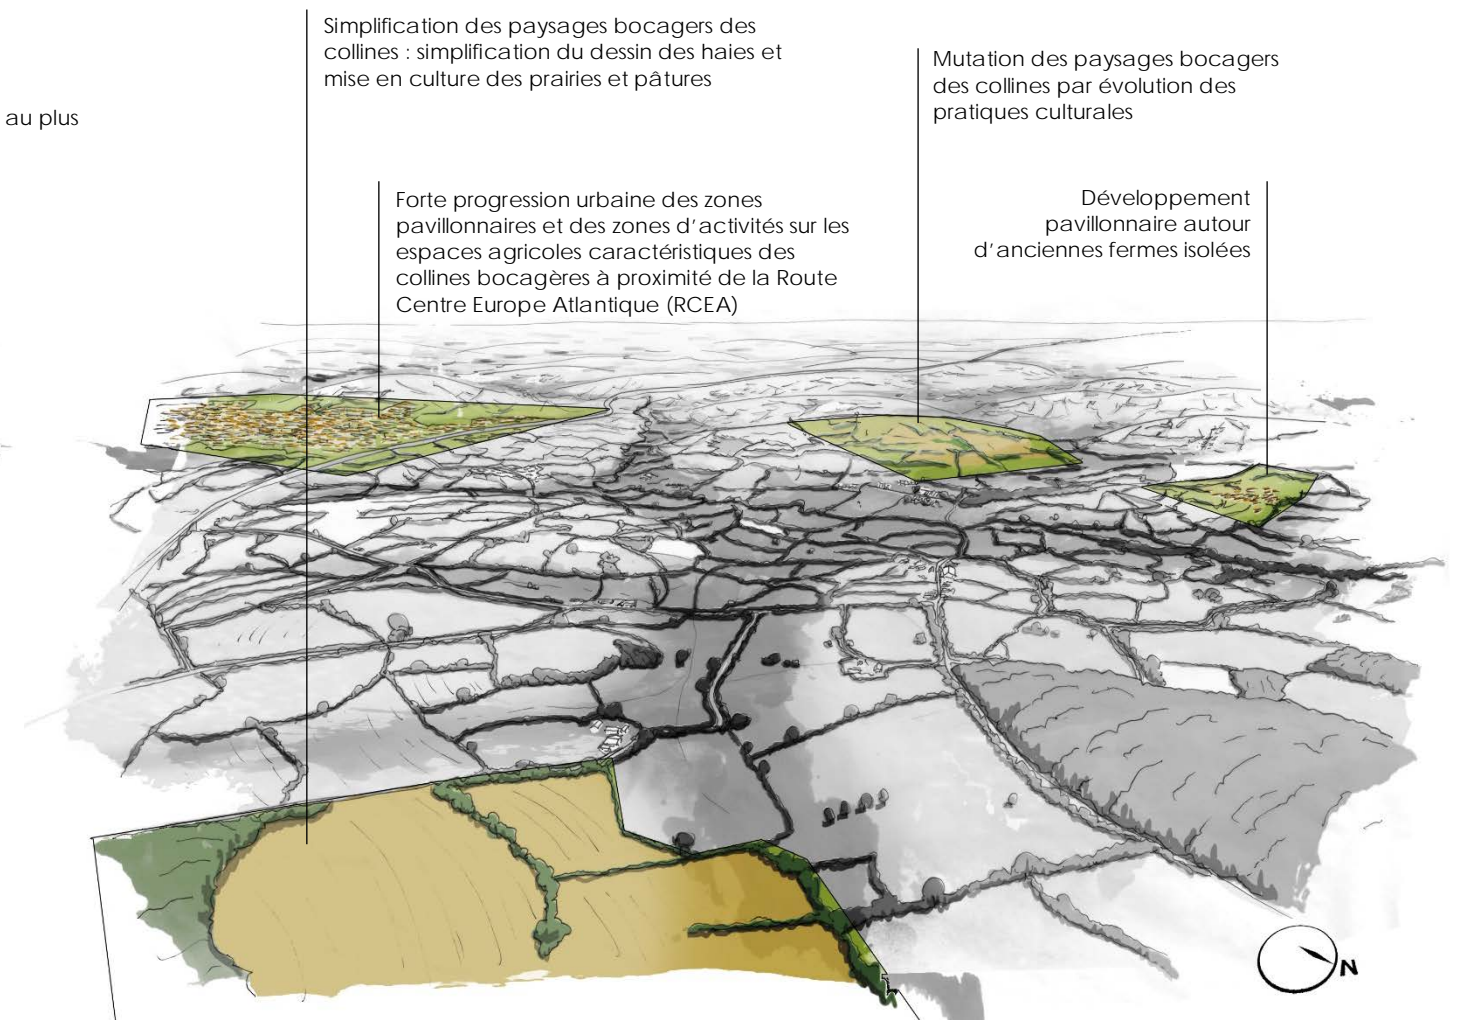 au plus
Simplification des paysages bocagers des
collines : simplification du dessin des haies et
mise en culture des prairies et pâtures
Mutation des paysages bocagers
des collines par évolution des
pratiques culturales
Forte progression urbaine des zones
pavillonnaires et des zones d'activités sur les
espaces agricoles caractéristiques des
collines bocagères à proximité de la Route
Centre Europe Atlantique (RCEA)
Développement
pavillonnaire autour
d'anciennes fermes isolées
N